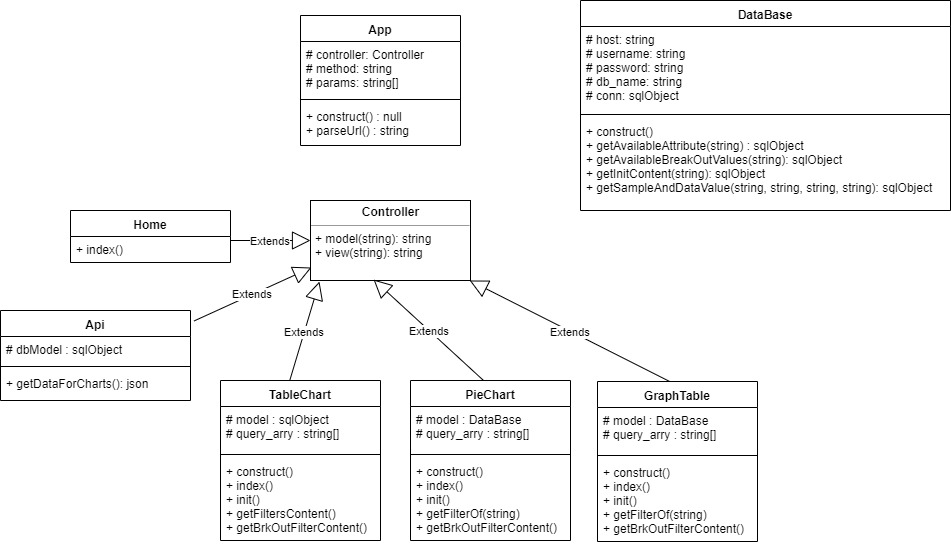 App
# controller: Controller
# method: string
# params: string[]
+ construct() : null
+ parseUrl() : string
DataBase
# host: string
# username: string
# password: string
# db_name: string
# conn: sqlObject
+ construct()
+ getAvailableAttribute(string) : sqlObject
+ getAvailableBreakOutValues(string): sqlObject
+ getInitContent(string): sqlObject
+ getSampleAndDataValue(string, string, string, string): sqlObject
Home
+ index()
Extends
Controller
+ model(string): string
+ view(string): string
Extends
Api
# dbModel : sqlObject
+ getDataForCharts(): json
Extends
Extends
Extends
TableChart
# model : sqlObject
# query_arry : string[]
+ construct()
+ index()
+ init()
+ getFiltersContent()
+ getBrkOutFilterContent()
PieChart
# model : DataBase
# query_arry : string[]
+ construct()
+ index()
+ init()
+ getFilterOf(string)
+ getBrkOutFilterContent()
GraphTable
# model : DataBase
# query_arry : string[]
+ construct()
+ index()
+ init()
+ getFilterOf(string)
+ getBrkOutFilterContent()